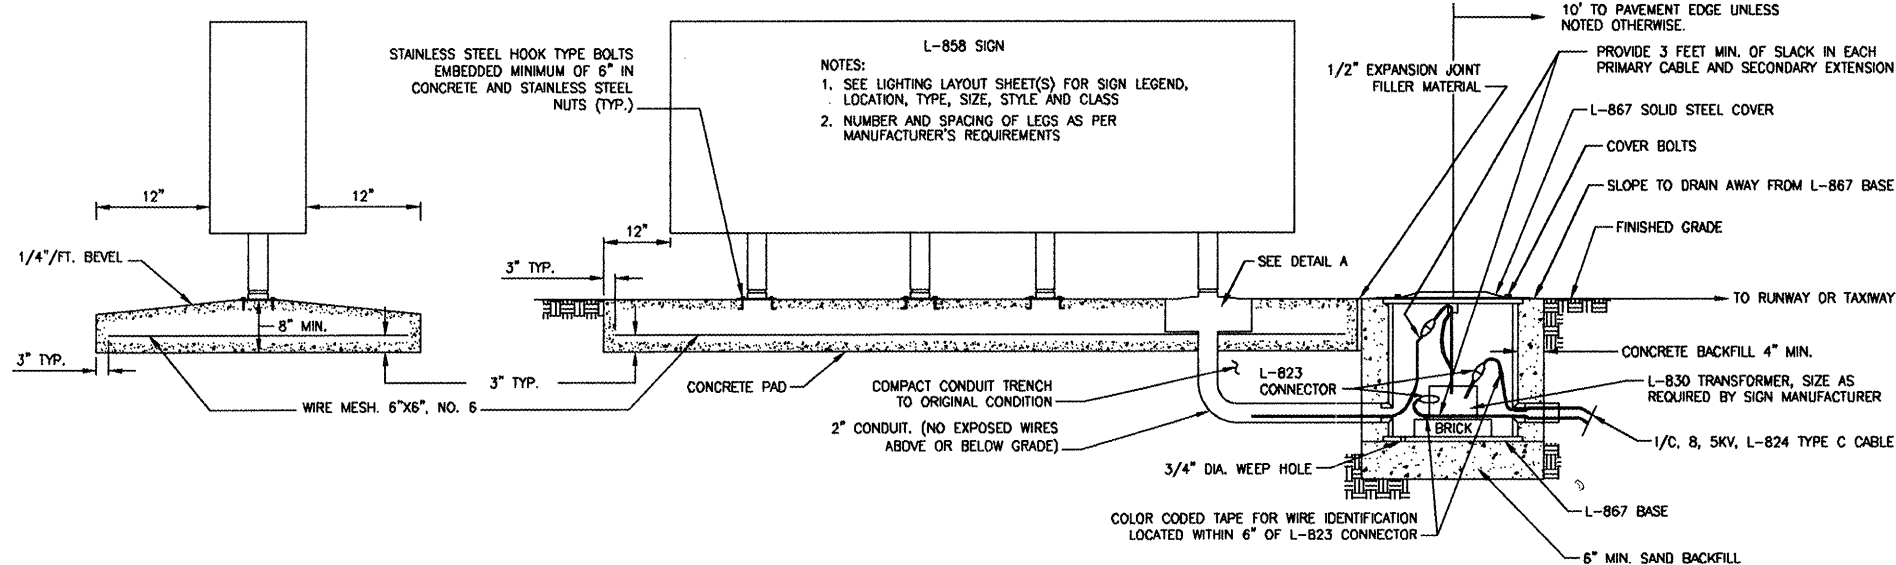 STAINLESS STEEL HOOK TYPE BOLTS
EMBEDDED MINIMUM OF 6" IN
CONCRETE AND STAINLESS STEEL
NUTS (TYP.)
L-858 SIGN
NOTES:
1. SEE LIGHTING LAYOUT SHEET(S) FOR SIGN LEGEND,
LOCATION, TYPE, SIZE, STYLE AND CLASS
2. NUMBER AND SPACING OF LEGS AS PER
MANUFACTURER'S REQUIREMENTS
1/2" EXPANSION JOINT
FILLER MATERIAL
10' TO PAVEMENT EDGE UNLESS
NOTED OTHERWISE.
PROVIDE 3 FEET MIN. OF SLACK IN EACH
PRIMARY CABLE AND SECONDARY EXTENSION
L-867 SOLID STEEL COVER
COVER BOLTS
SLOPE TO DRAIN AWAY FROM L-867 BASE
FINISHED GRADE
TO RUNWAY OR TAXIWAY
12"
12"
12"
1/4"/FT. BEVEL
3" TYP.
SEE DETAIL A
8" MIN.
3" TYP.
3" TYP.
WIRE MESH. 6"X6", NO. 6
CONCRETE PAD
COMPACT CONDUIT TRENCH
TO ORIGINAL CONDITION
2" CONDUIT. (NO EXPOSED WIRES
ABOVE OR BELOW GRADE)
L-823
CONNECTOR
BRICK
3/4" DIA. WEEP HOLE
COLOR CODED TAPE FOR WIRE IDENTIFICATION
LOCATED WITHIN 6" OF L-823 CONNECTOR
CONCRETE BACKFILL 4" MIN.
L-830 TRANSFORMER, SIZE AS
REQUIRED BY SIGN MANUFACTURER
1/C, 8, 5KV, L-824 TYPE C CABLE
L-867 BASE
6" MIN. SAND BACKFILL